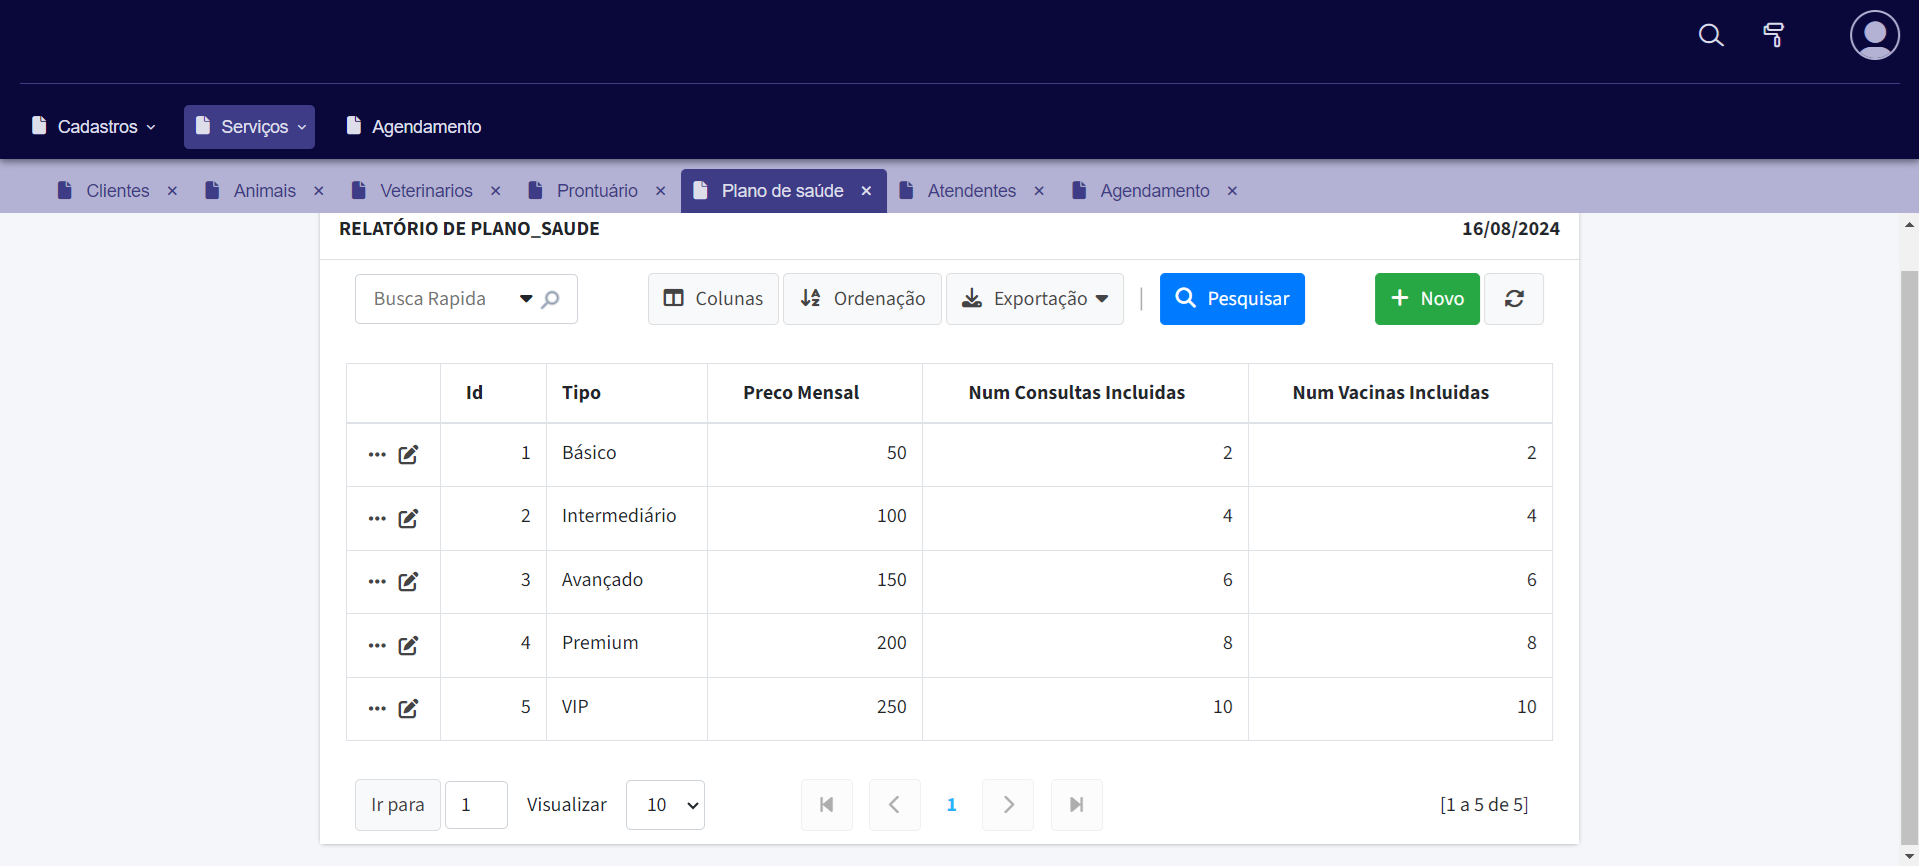 Cadastros Serviços Agendamento
Clientes × Animais × Veterinarios × Prontuário × Plano de saúde × Atendentes × Agendamento ×
RELATÓRIO DE PLANO_SAUDE 16/08/2024
Busca Rapida Colunas Ordenação Exportação | Pesquisar Novo
Id Tipo Preco Mensal Num Consultas Incluidas Num Vacinas Incluidas
1 Básico 50 2 2
2 Intermediário 100 4 4
3 Avançado 150 6 6
4 Premium 200 8 8
5 VIP 250 10 10
Ir para 1 Visualizar 10 1 [1 a 5 de 5]